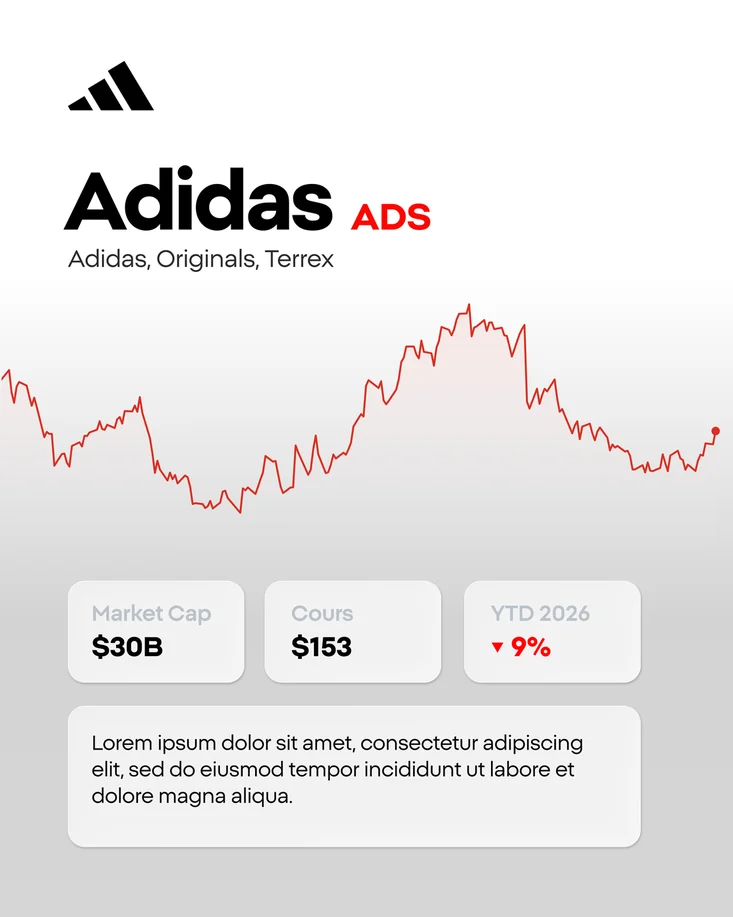 Adidas ADS
Adidas, Originals, Terrex
Market Cap
$30B
Cours
$153
YTD 2026
▼ 9%
Lorem ipsum dolor sit amet, consectetur adipiscing
elit, sed do eiusmod tempor incididunt ut labore et
dolore magna aliqua.